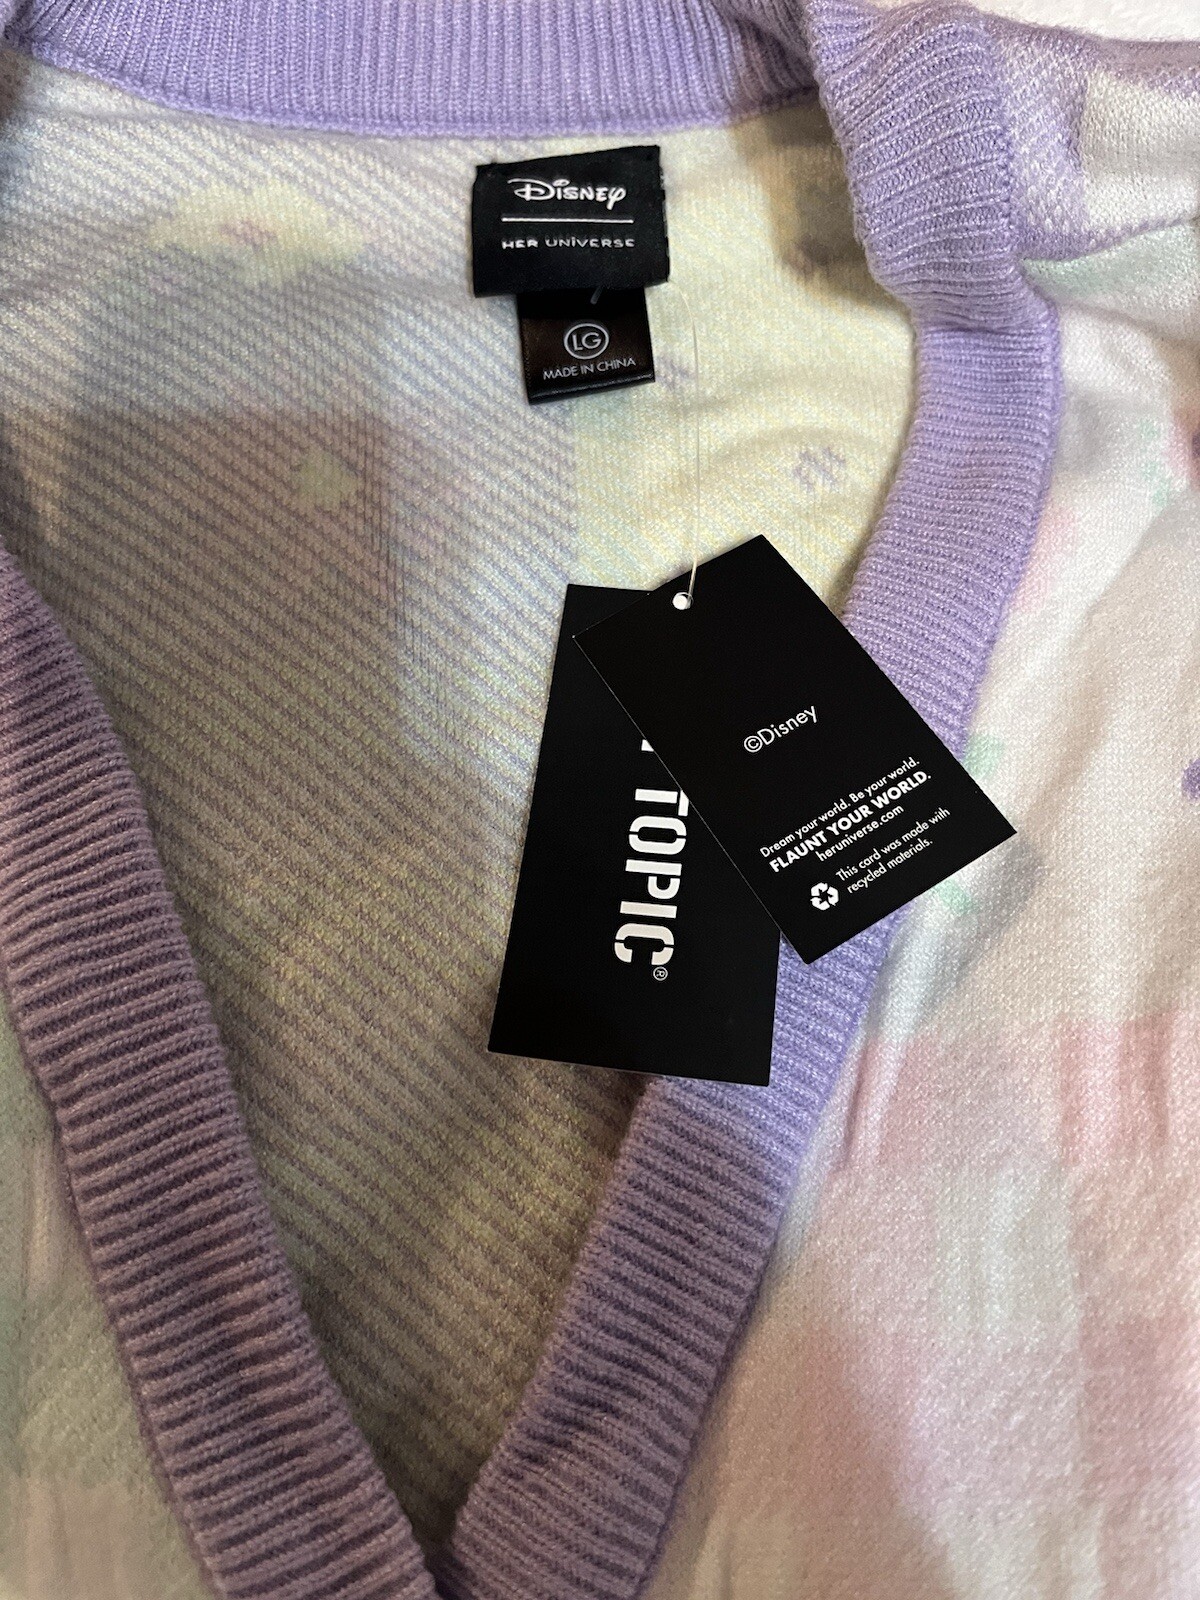 Disney
HER UNIVERSE
LG
MADE IN CHINA
©Disney
Dream your world. Be your world.
FLAUNT YOUR WORLD.
heruniverse.com
This card was made with
recycled materials.
TOPIC®